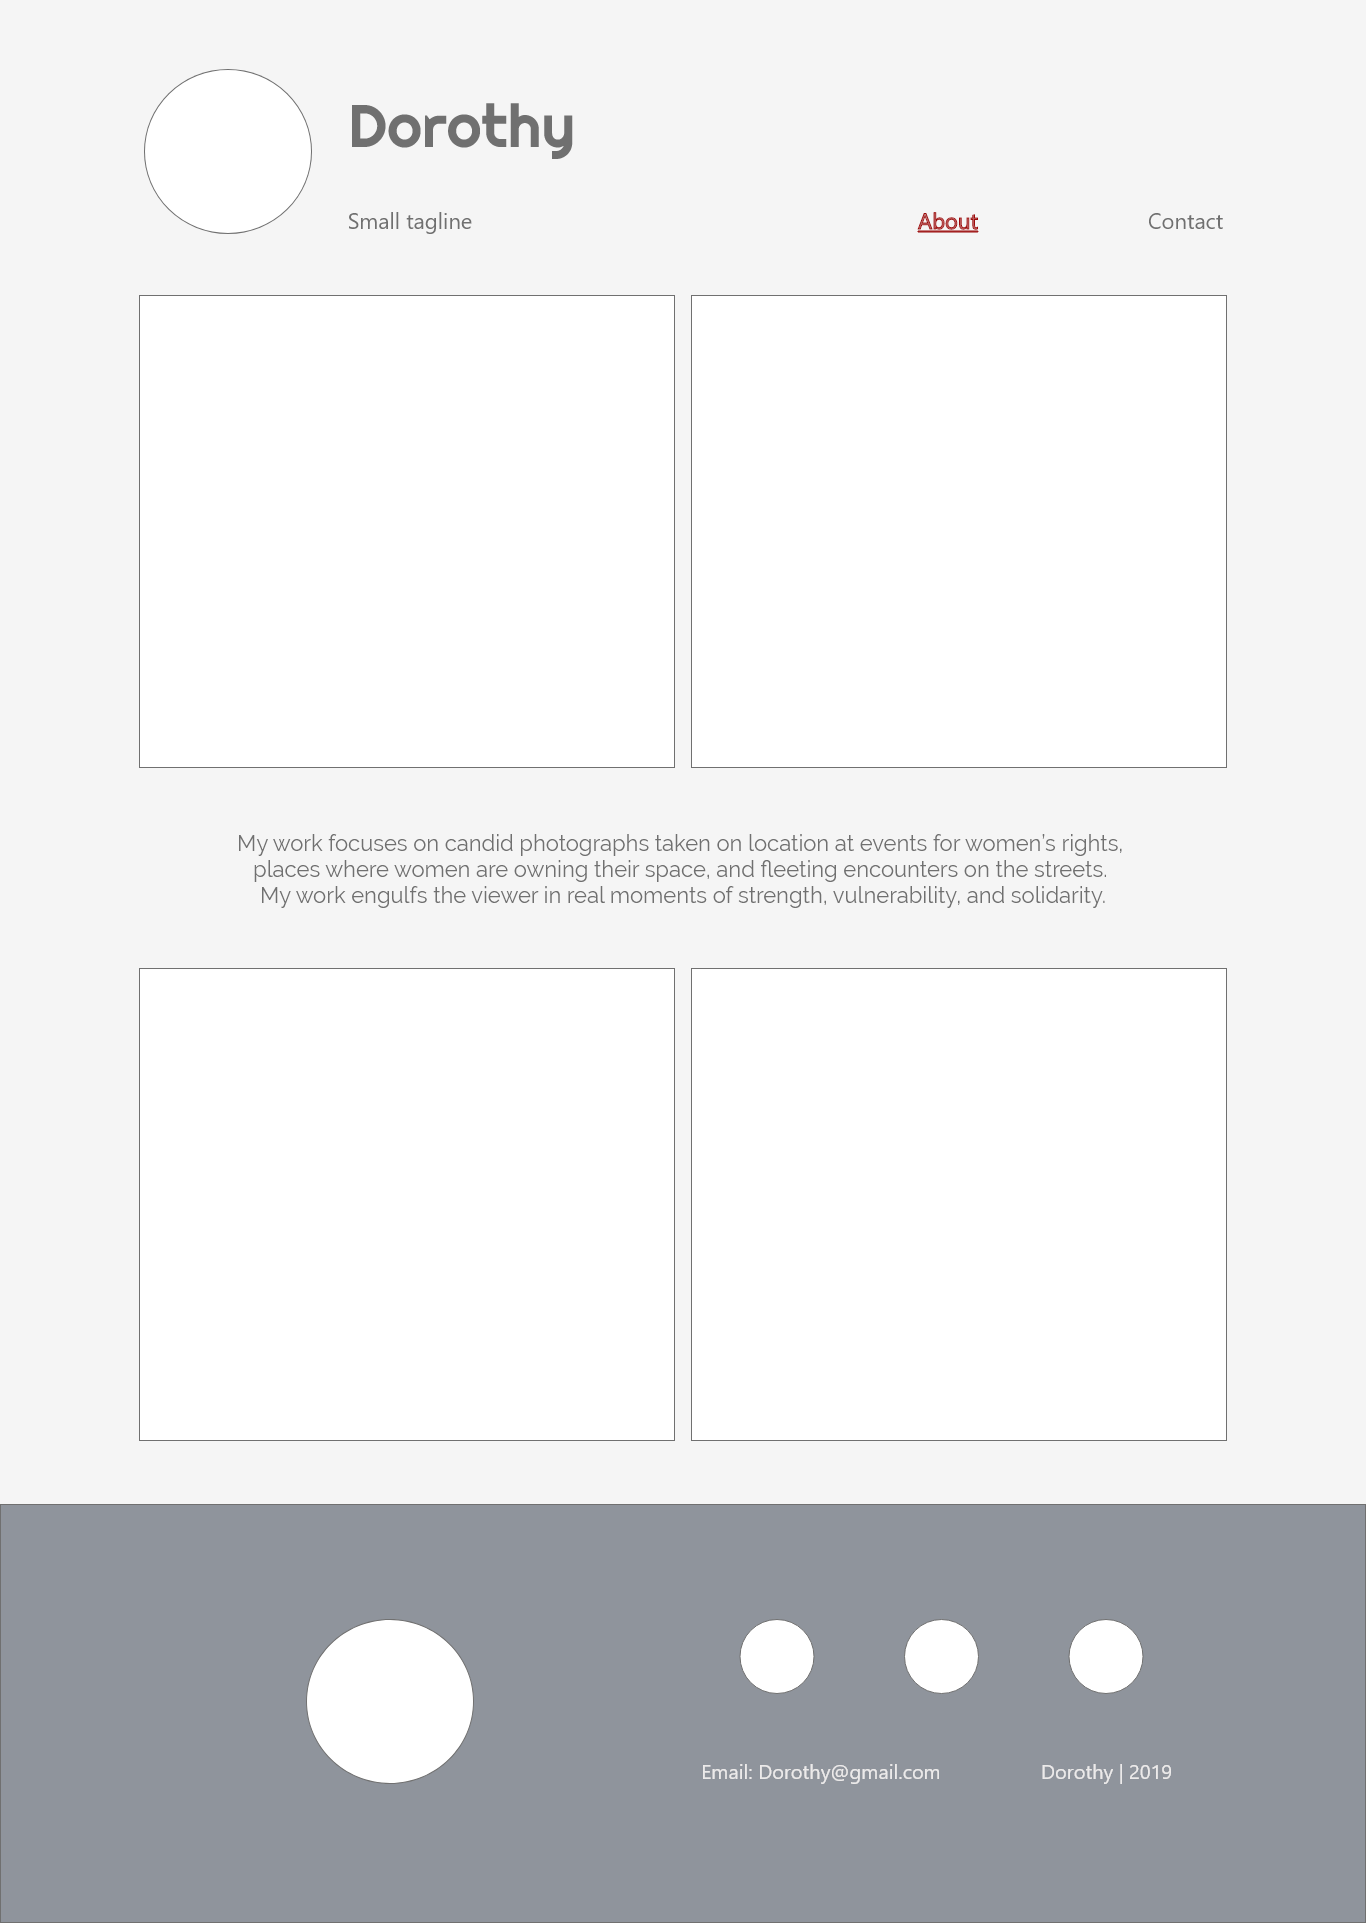 Dorothy
Small tagline
About
Contact
My work focuses on candid photographs taken on location at events for women’s rights,
places where women are owning their space, and fleeting encounters on the streets.
My work engulfs the viewer in real moments of strength, vulnerability, and solidarity.
Email: Dorothy@gmail.com
Dorothy | 2019